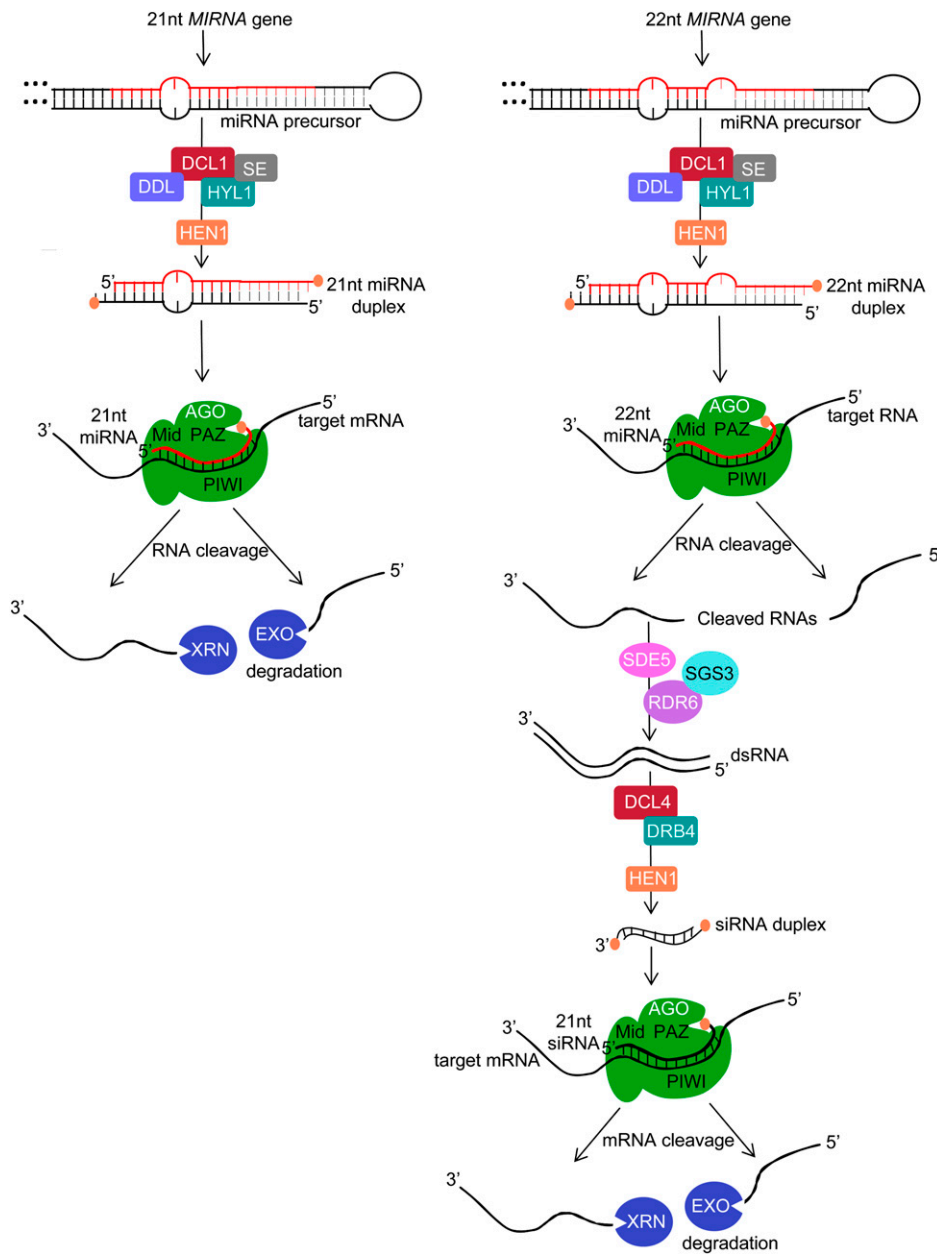 21nt MIRNA gene
miRNA precursor
DCL1
SE
DDL
HYL1
HEN1
5'
21nt miRNA
duplex
5'
AGO
5'
target mRNA
21nt
miRNA
3'
Mid PAZ
5'
PIWI
RNA cleavage
5'
3'
EXO
XRN
degradation
22nt MIRNA gene
miRNA precursor
DCL1
SE
DDL
HYL1
HEN1
5'
22nt miRNA
duplex
5'
AGO
5'
target RNA
22nt
miRNA
3'
Mid PAZ
5'
PIWI
RNA cleavage
5'
3'
Cleaved RNAs
SDE5
SGS3
RDR6
3'
dsRNA
5'
DCL4
DRB4
HEN1
siRNA duplex
3'
AGO
5'
21nt
siRNA
3'
Mid PAZ
5'
target mRNA
PIWI
mRNA cleavage
5'
3'
EXO
XRN
degradation